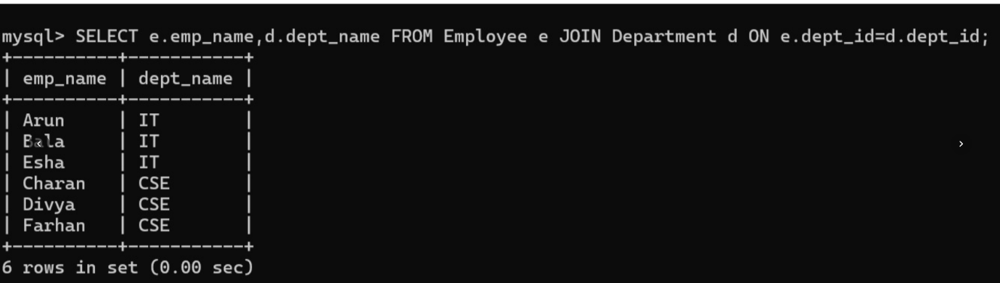 mysql> SELECT e.emp_name,d.dept_name FROM Employee e JOIN Department d ON e.dept_id=d.dept_id;
+----------+-----------+
| emp_name | dept_name |
+----------+-----------+
| Arun     | IT        |
| Bala     | IT        |
| Esha     | IT        |
| Charan   | CSE       |
| Divya    | CSE       |
| Farhan   | CSE       |
+----------+-----------+
6 rows in set (0.00 sec)